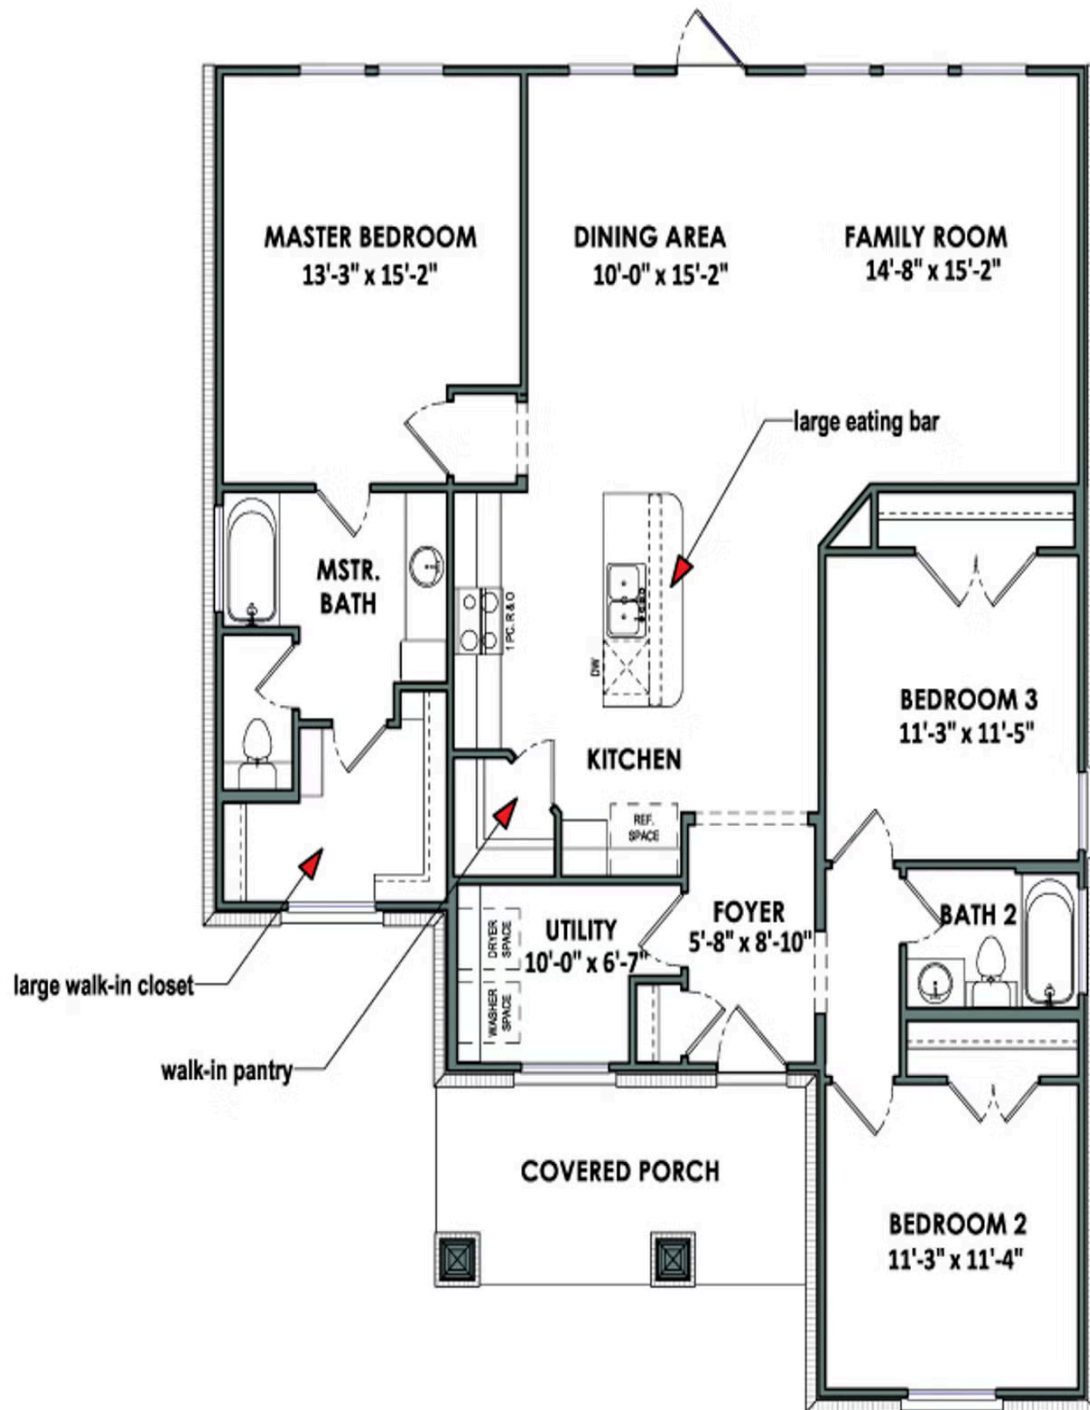 MASTER BEDROOM
13'-3" x 15'-2"
DINING AREA
10'-0" x 15'-2"
FAMILY ROOM
14'-8" x 15'-2"
large eating bar
MSTR.
BATH
1 PC. R & O
DW
BEDROOM 3
11'-3" x 11'-5"
KITCHEN
REF.
SPACE
UTILITY
10'-0" x 6'-7"
DRYER
SPACE
WASHER
SPACE
FOYER
5'-8" x 8'-10"
BATH 2
large walk-in closet
walk-in pantry
COVERED PORCH
BEDROOM 2
11'-3" x 11'-4"